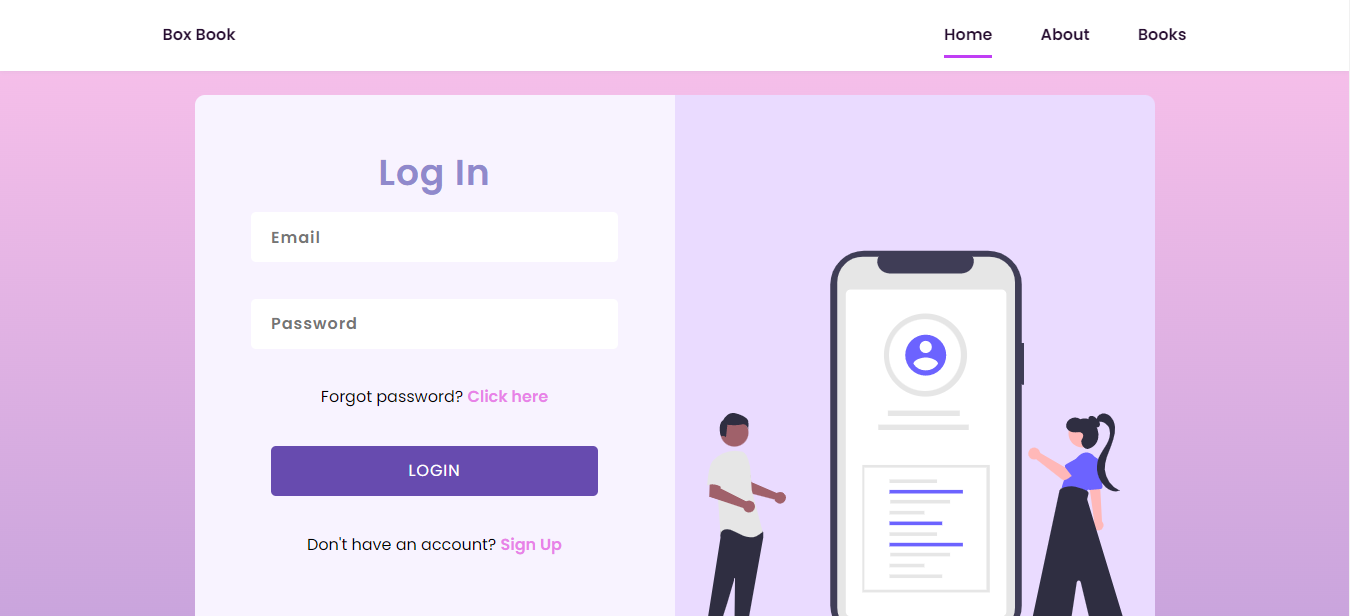 Box Book
Home About Books
Log In
Email
Password
Forgot password? Click here
LOGIN
Don't have an account? Sign Up